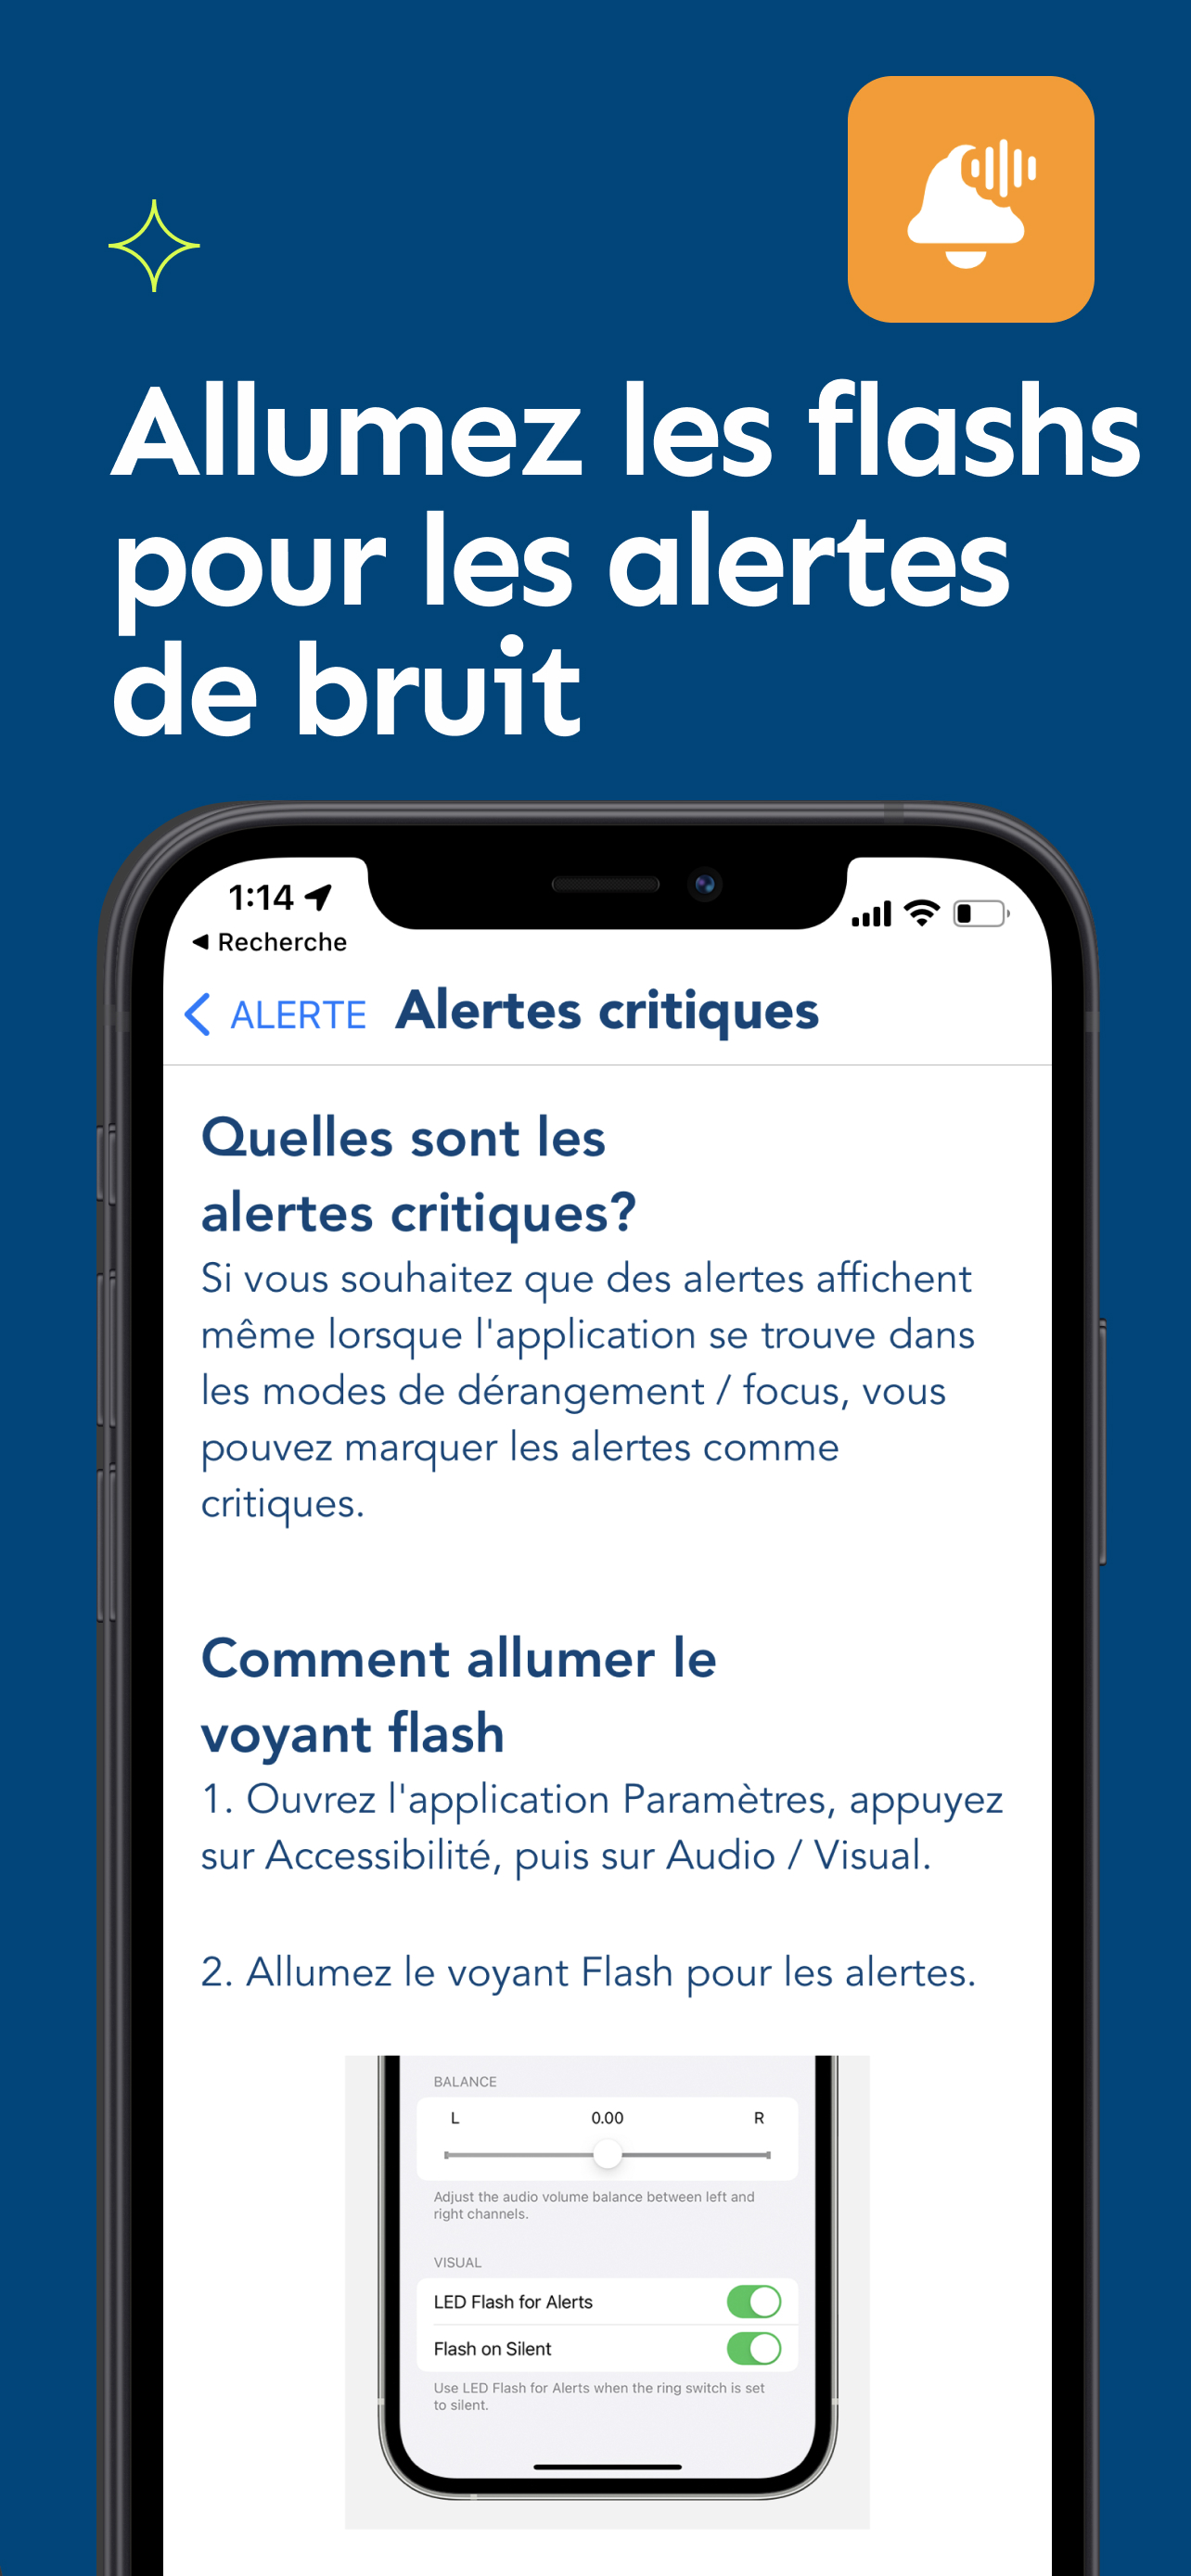 Allumez les flashs
pour les alertes
de bruit
1:14
Recherche
ALERTE Alertes critiques
Quelles sont les
alertes critiques?
Si vous souhaitez que des alertes affichent
même lorsque l'application se trouve dans
les modes de dérangement / focus, vous
pouvez marquer les alertes comme
critiques.
Comment allumer le
voyant flash
1. Ouvrez l'application Paramètres, appuyez
sur Accessibilité, puis sur Audio / Visual.
2. Allumez le voyant Flash pour les alertes.
BALANCE
L 0.00 R
Adjust the audio volume balance between left and
right channels.
VISUAL
LED Flash for Alerts
Flash on Silent
Use LED Flash for Alerts when the ring switch is set
to silent.